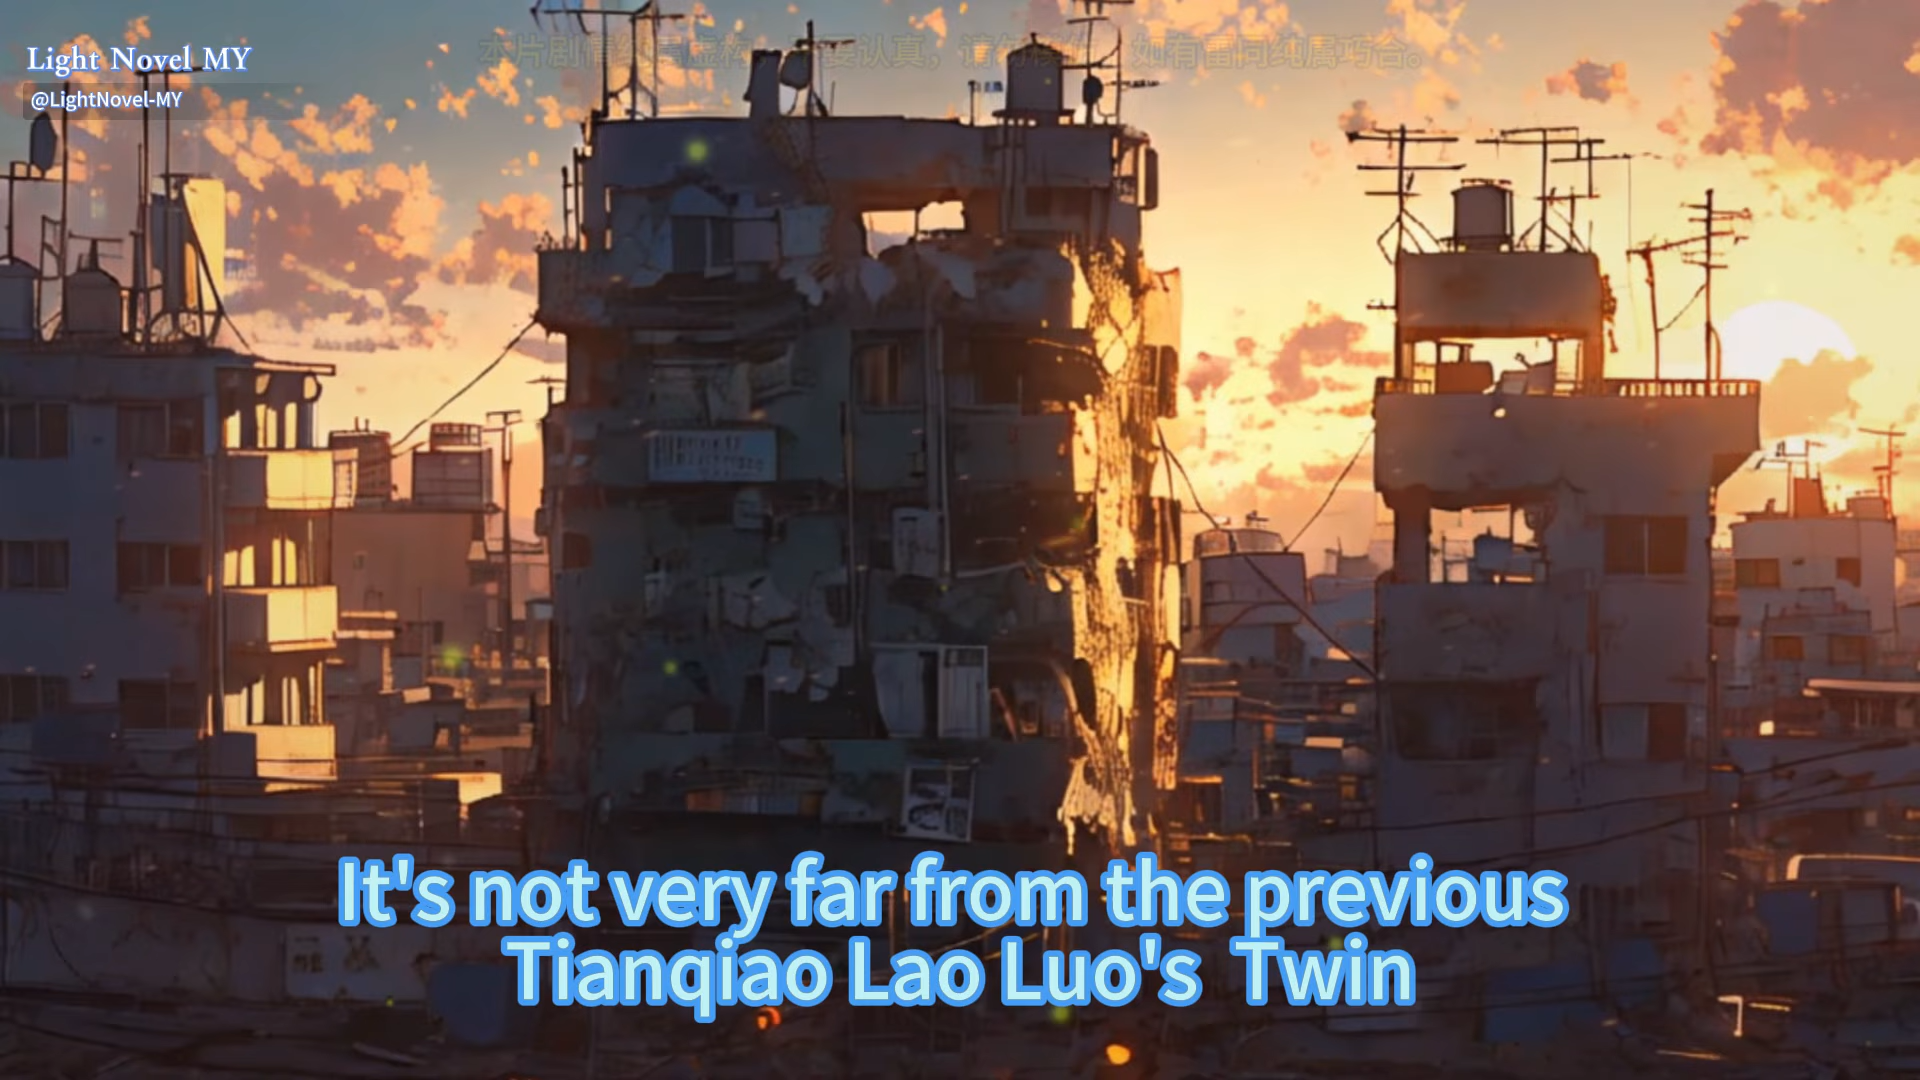 Light Novel MY
@LightNovel-MY
It's not very far from the previous
Tianqiao Lao Luo's Twin